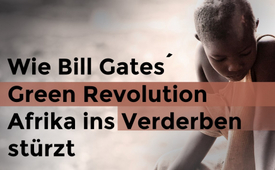 Wie Bill Gates´
Green Revolution
Afrika ins Verderben
stürzt